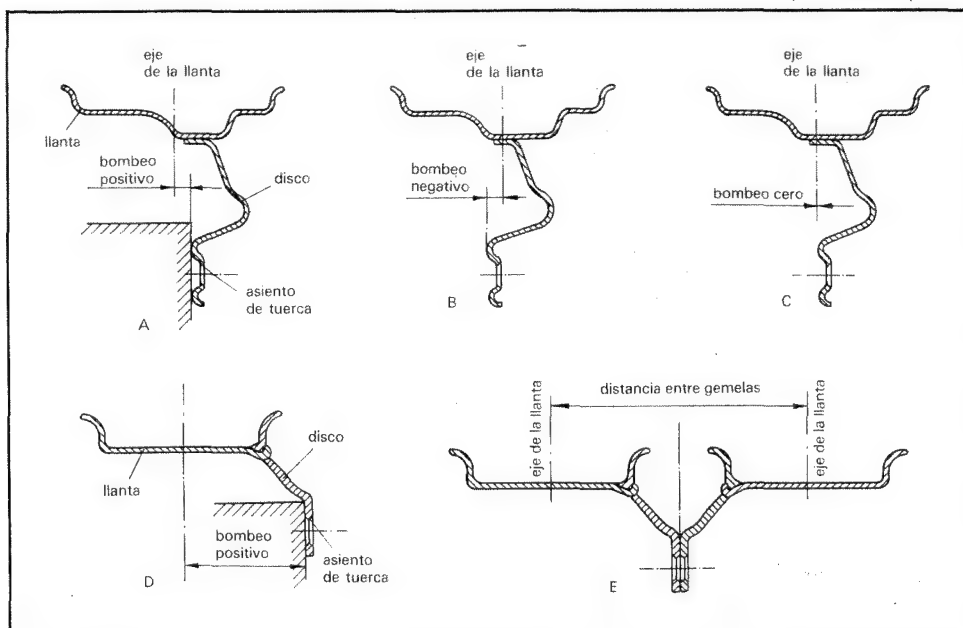 eje
de la llanta
llanta
bombeo
positivo
disco
asiento
de tuerca
A
eje
de la llanta
bombeo
negativo
B
eje
de la llanta
bombeo cero
C
llanta
disco
bombeo
positivo
asiento
de tuerca
D
eje de la llanta
distancia entre gemelas
eje de la llanta
E